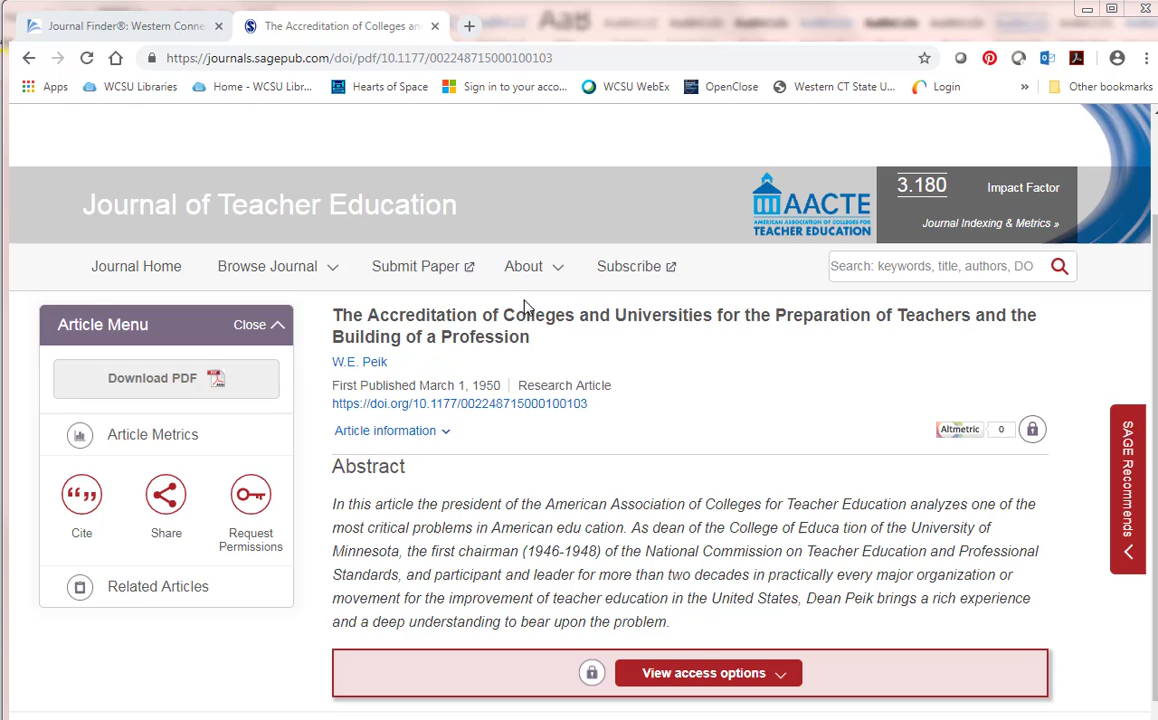 Journal Finder®: Western Conne
The Accreditation of Colleges an
https://journals.sagepub.com/doi/pdf/10.1177/002248715000100103
Apps
WCSU Libraries
Home - WCSU Libr...
Hearts of Space
Sign in to your acco...
WCSU WebEx
OpenClose
Western CT State U...
Login
»
Other bookmarks
Journal of Teacher Education
AACTE
AMERICAN ASSOCIATION OF COLLEGES FOR
TEACHER EDUCATION
3.180 Impact Factor
Journal Indexing & Metrics »
Journal Home Browse Journal Submit Paper About Subscribe
Search: keywords, title, authors, DO
Article Menu Close
Download PDF
Article Metrics
Cite Share Request
Permissions
Related Articles
The Accreditation of Colleges and Universities for the Preparation of Teachers and the
Building of a Profession
W.E. Peik
First Published March 1, 1950 Research Article
https://doi.org/10.1177/002248715000100103
Article information
Altmetric 0
Abstract
In this article the president of the American Association of Colleges for Teacher Education analyzes one of the
most critical problems in American edu cation. As dean of the College of Educa tion of the University of
Minnesota, the first chairman (1946-1948) of the National Commission on Teacher Education and Professional
Standards, and participant and leader for more than two decades in practically every major organization or
movement for the improvement of teacher education in the United States, Dean Peik brings a rich experience
and a deep understanding to bear upon the problem.
View access options
SAGE Recommends